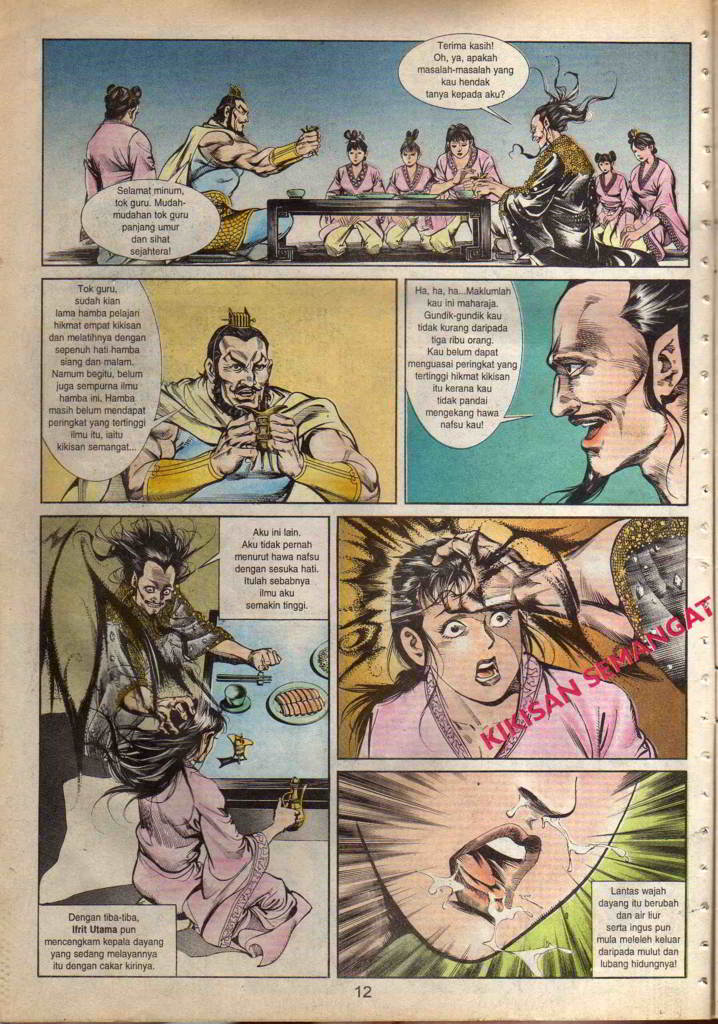 Terima kasih!
Oh, ya, apakah
masalah-masalah yang
kau hendak
tanya kepada aku?
Selamat minum,
tok guru. Mudah-
mudahan tok guru
panjang umur
dan sihat
sejahtera!
Tok guru,
sudah kian
lama hamba pelajari
hikmat empat kikisan
dan melatihnya dengan
sepenuh hati hamba
siang dan malam.
Namum begitu, belum
juga sempurna ilmu
hamba ini. Hamba
masih belum mendapat
peringkat yang tertinggi
ilmu itu, iaitu
kikisan semangat...
Ha, ha, ha...Maklumlah
kau ini maharaja.
Gundik-gundik kau
tidak kurang daripada
tiga ribu orang.
Kau belum dapat
menguasai peringkat yang
tertinggi hikmat kikisan
itu kerana kau
tidak pandai
mengekang hawa
nafsu kau!
Aku ini lain.
Aku tidak pernah
menurut hawa nafsu
dengan sesuka hati.
Itulah sebabnya
ilmu aku
semakin tinggi.
Dengan tiba-tiba,
Ifrit Utama pun
mencengkam kepala dayang
yang sedang melayannya
itu dengan cakar kirinya.
KIKISAN SEMANGAT
Lantas wajah
dayang itu berubah
dan air liur
serta ingus pun
mula meleleh keluar
daripada mulut dan
lubang hidungnya!
12